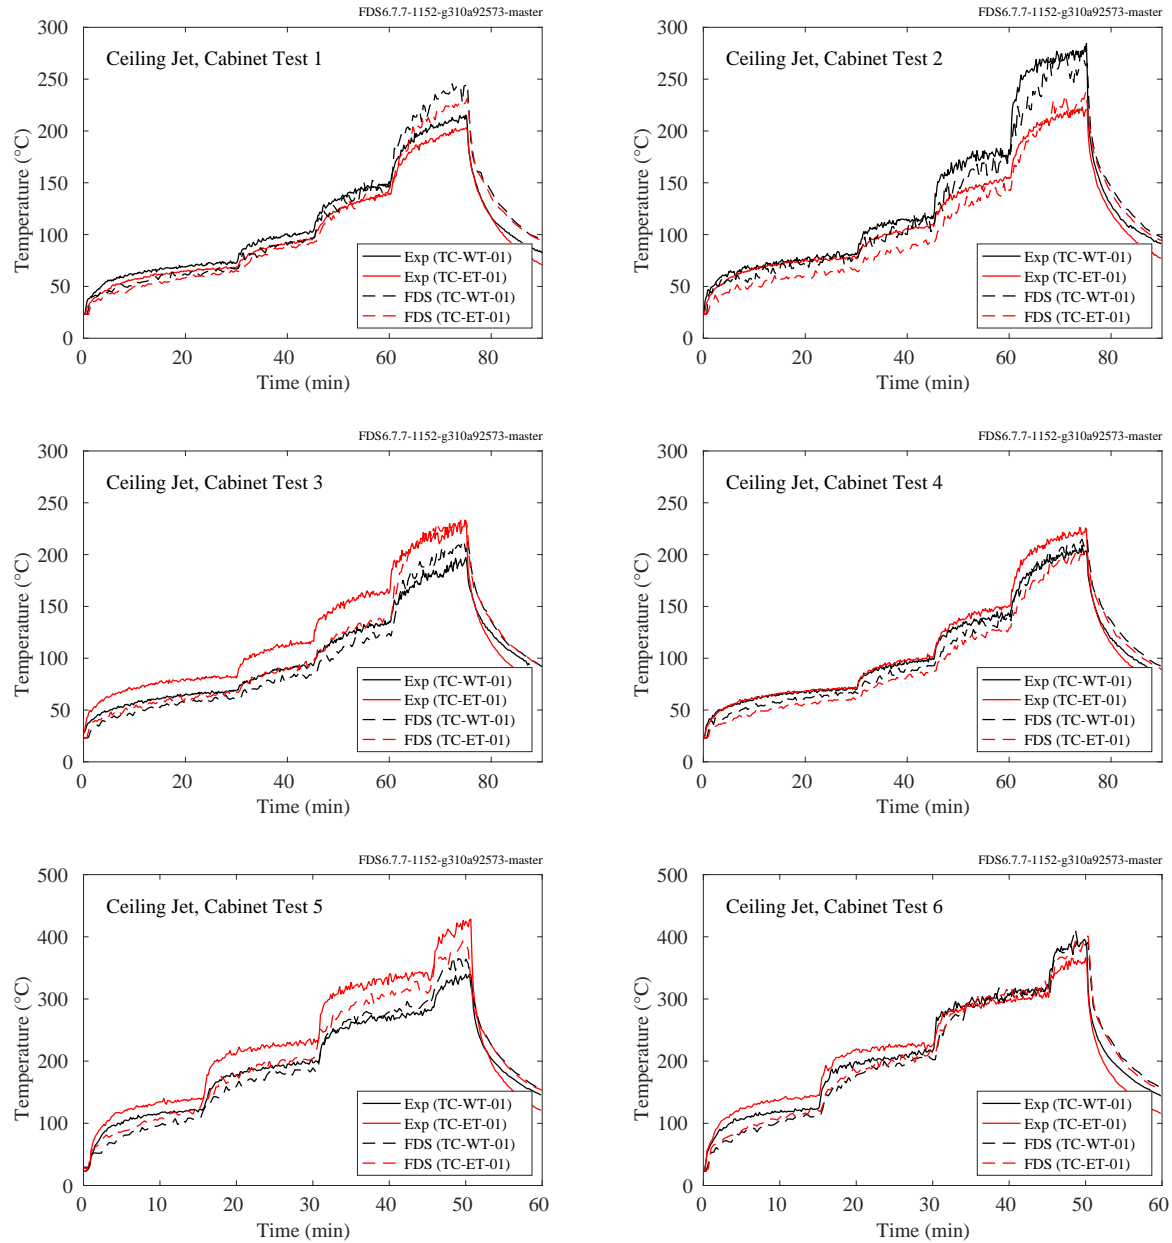 FDS6.7.7-1152-g310a92573-master
Ceiling Jet, Cabinet Test 1
Temperature (°C)
300
250
200
150
100
50
0
Exp (TC-WT-01)
Exp (TC-ET-01)
FDS (TC-WT-01)
FDS (TC-ET-01)
0 20 40 60 80
Time (min)
FDS6.7.7-1152-g310a92573-master
Ceiling Jet, Cabinet Test 2
Temperature (°C)
300
250
200
150
100
50
0
Exp (TC-WT-01)
Exp (TC-ET-01)
FDS (TC-WT-01)
FDS (TC-ET-01)
0 20 40 60 80
Time (min)
FDS6.7.7-1152-g310a92573-master
Ceiling Jet, Cabinet Test 3
Temperature (°C)
300
250
200
150
100
50
0
Exp (TC-WT-01)
Exp (TC-ET-01)
FDS (TC-WT-01)
FDS (TC-ET-01)
0 20 40 60 80
Time (min)
FDS6.7.7-1152-g310a92573-master
Ceiling Jet, Cabinet Test 4
Temperature (°C)
300
250
200
150
100
50
0
Exp (TC-WT-01)
Exp (TC-ET-01)
FDS (TC-WT-01)
FDS (TC-ET-01)
0 20 40 60 80
Time (min)
FDS6.7.7-1152-g310a92573-master
Ceiling Jet, Cabinet Test 5
Temperature (°C)
500
400
300
200
100
0
Exp (TC-WT-01)
Exp (TC-ET-01)
FDS (TC-WT-01)
FDS (TC-ET-01)
0 10 20 30 40 50 60
Time (min)
FDS6.7.7-1152-g310a92573-master
Ceiling Jet, Cabinet Test 6
Temperature (°C)
500
400
300
200
100
0
Exp (TC-WT-01)
Exp (TC-ET-01)
FDS (TC-WT-01)
FDS (TC-ET-01)
0 10 20 30 40 50 60
Time (min)